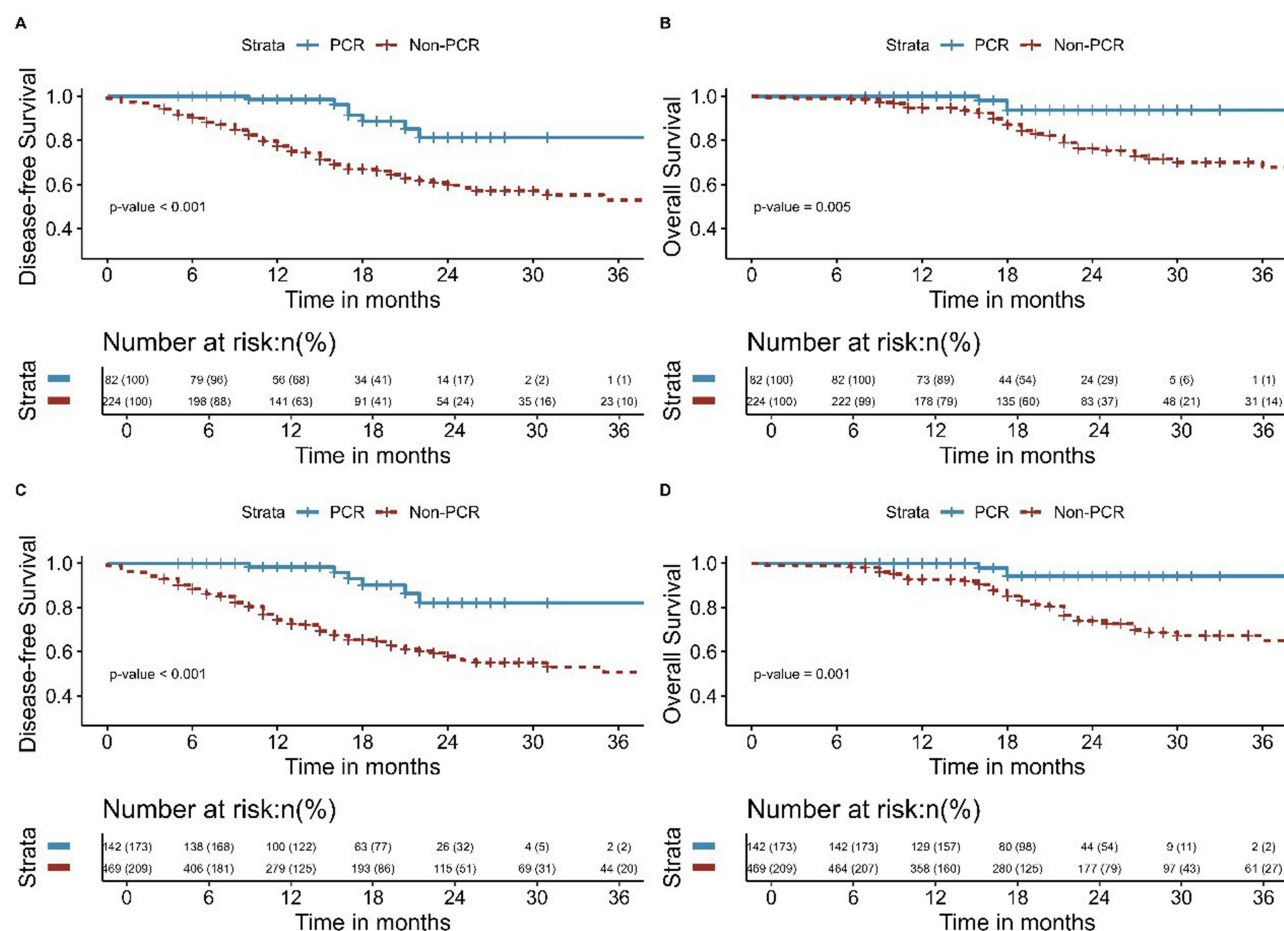 A
Strata PCR Non-PCR
Disease-free Survival
1.0
0.8
0.6
0.4
p-value < 0.001
0 6 12 18 24 30 36
Time in months
Number at risk:n(%)
Strata
82 (100) 79 (96) 56 (68) 34 (41) 14 (17) 2 (2) 1 (1)
224 (100) 198 (88) 141 (63) 91 (41) 54 (24) 35 (16) 23 (10)
0 6 12 18 24 30 36
Time in months
B
Strata PCR Non-PCR
Overall Survival
1.0
0.8
0.6
0.4
p-value = 0.005
0 6 12 18 24 30 36
Time in months
Number at risk:n(%)
Strata
82 (100) 82 (100) 73 (89) 44 (54) 24 (29) 5 (6) 1 (1)
224 (100) 222 (99) 178 (79) 135 (60) 83 (37) 48 (21) 31 (14)
0 6 12 18 24 30 36
Time in months
C
Strata PCR Non-PCR
Disease-free Survival
1.0
0.8
0.6
0.4
p-value < 0.001
0 6 12 18 24 30 36
Time in months
Number at risk:n(%)
Strata
142 (173) 138 (168) 100 (122) 63 (77) 26 (32) 4 (5) 2 (2)
469 (209) 406 (181) 279 (125) 193 (86) 115 (51) 69 (31) 44 (20)
0 6 12 18 24 30 36
Time in months
D
Strata PCR Non-PCR
Overall Survival
1.0
0.8
0.6
0.4
p-value = 0.001
0 6 12 18 24 30 36
Time in months
Number at risk:n(%)
Strata
142 (173) 142 (173) 129 (157) 80 (98) 44 (54) 9 (11) 2 (2)
469 (209) 464 (207) 358 (160) 280 (125) 177 (79) 97 (43) 61 (27)
0 6 12 18 24 30 36
Time in months